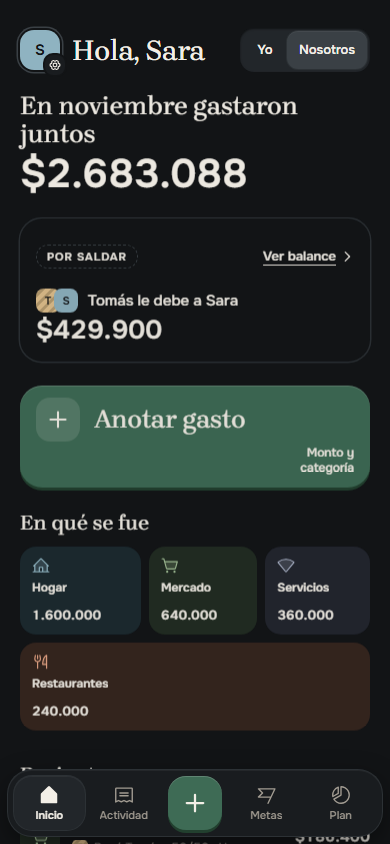 S
Hola, Sara
Yo
Nosotros
En noviembre gastaron
juntos
$2.683.088
POR SALDAR
Ver balance
T S
Tomás le debe a Sara
$429.900
Anotar gasto
Monto y
categoría
En qué se fue
Hogar
1.600.000
Mercado
640.000
Servicios
360.000
Restaurantes
240.000
Inicio
Actividad
Metas
Plan